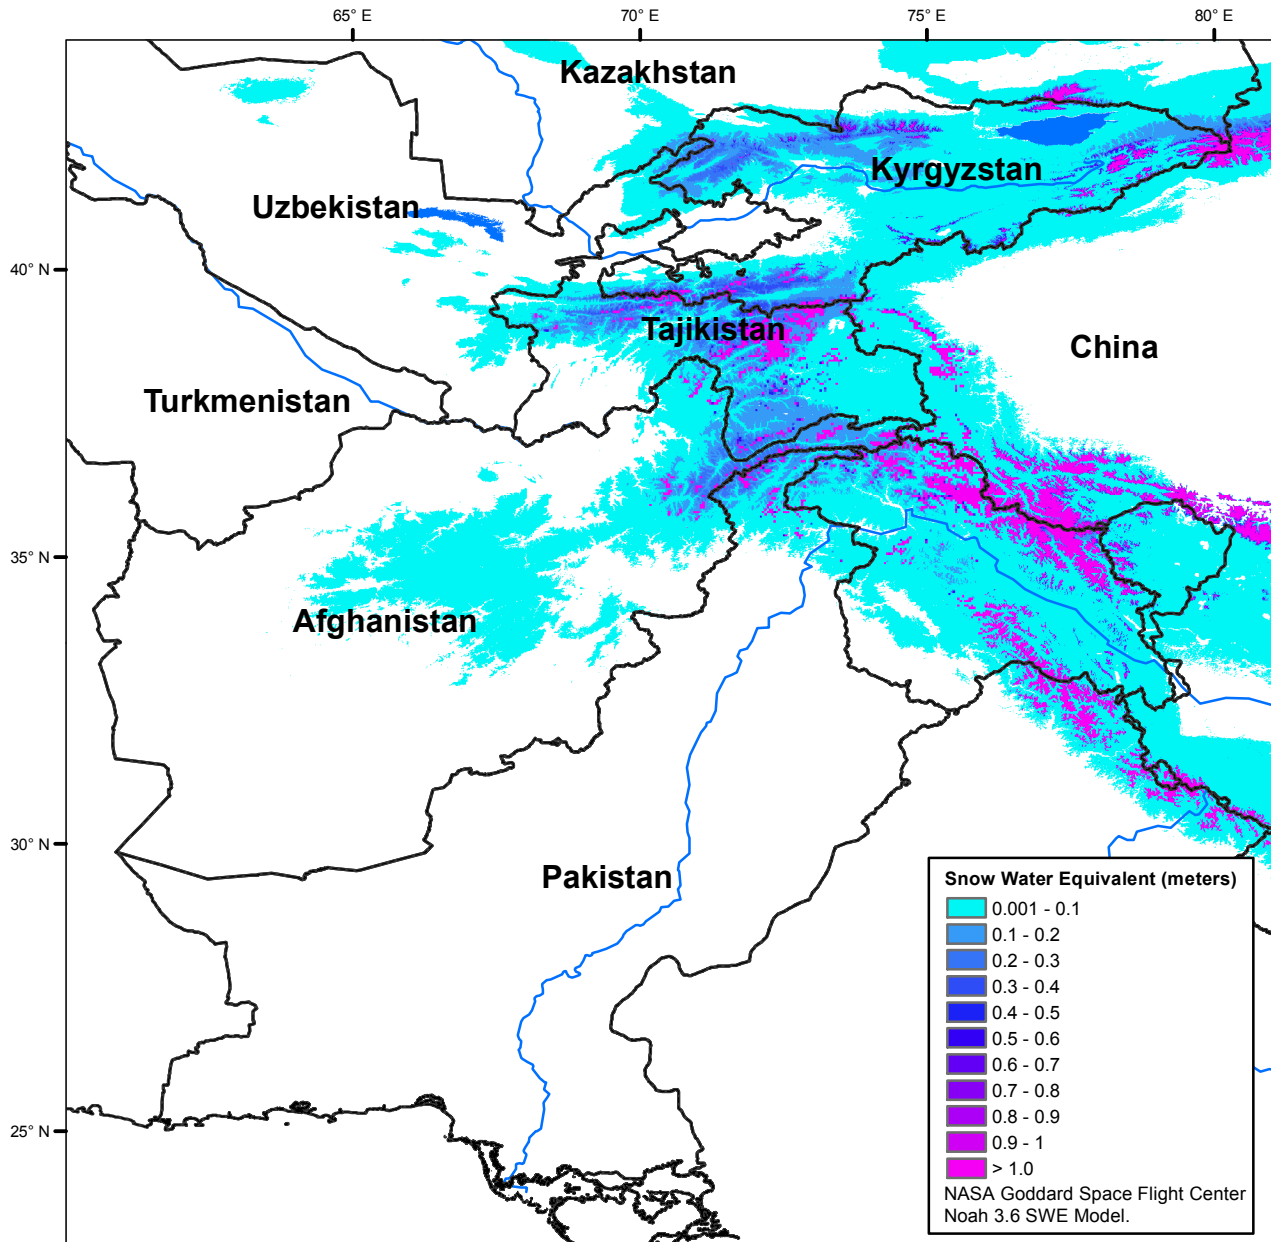 65° E
70° E
75° E
80° E
Kazakhstan
Kyrgyzstan
Uzbekistan
40° N
Tajikistan
China
Turkmenistan
35° N
Afghanistan
30° N
Pakistan
25° N
Snow Water Equivalent (meters)
0.001 - 0.1
0.1 - 0.2
0.2 - 0.3
0.3 - 0.4
0.4 - 0.5
0.5 - 0.6
0.6 - 0.7
0.7 - 0.8
0.8 - 0.9
0.9 - 1
> 1.0
NASA Goddard Space Flight Center
Noah 3.6 SWE Model.